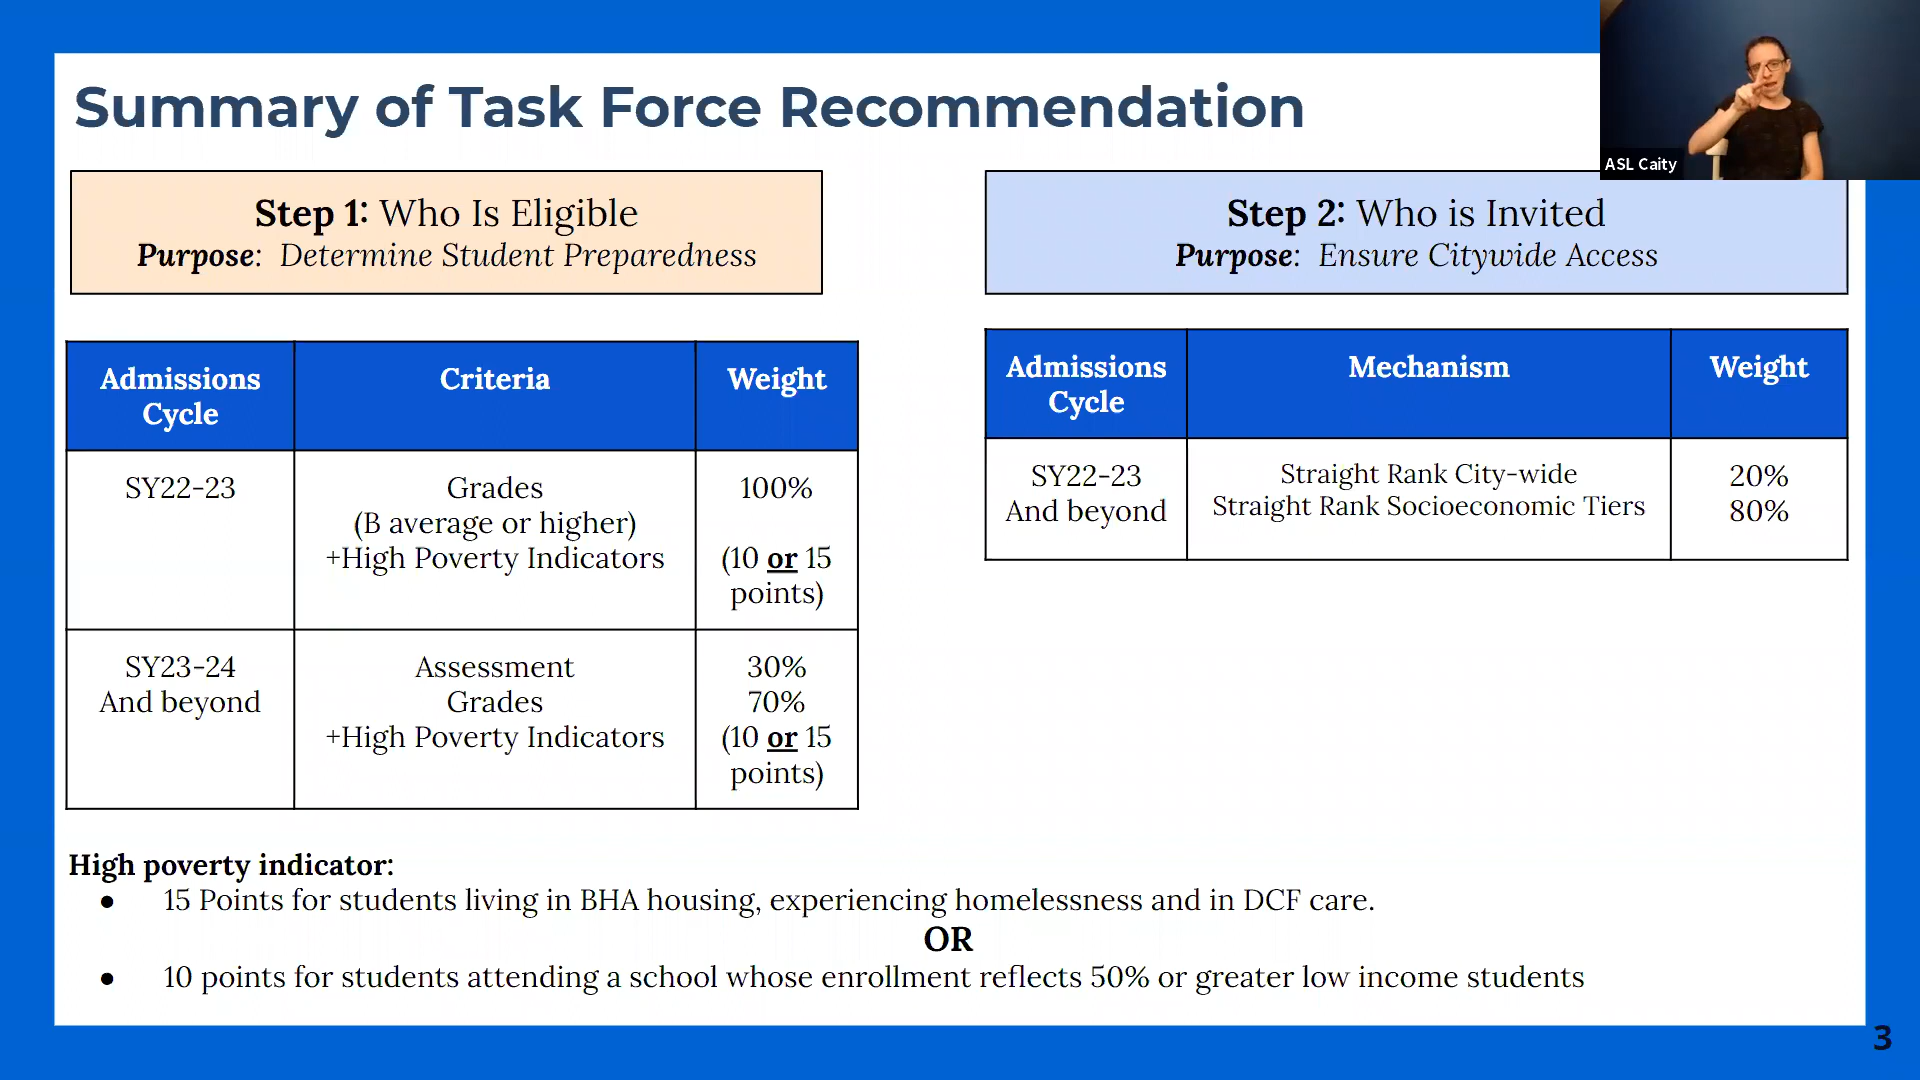 Summary of Task Force Recommendation
ASL Caity
Step 1: Who Is Eligible
Purpose: Determine Student Preparedness
Step 2: Who is Invited
Purpose: Ensure Citywide Access
Admissions Cycle
Criteria
Weight
SY22-23
Grades
(B average or higher)
+High Poverty Indicators
100%
(10 or 15
points)
SY23-24
And beyond
Assessment
Grades
+High Poverty Indicators
30%
70%
(10 or 15
points)
Admissions
Cycle
Mechanism
Weight
SY22-23
And beyond
Straight Rank City-wide
Straight Rank Socioeconomic Tiers
20%
80%
High poverty indicator:
● 15 Points for students living in BHA housing, experiencing homelessness and in DCF care.
OR
● 10 points for students attending a school whose enrollment reflects 50% or greater low income students
3